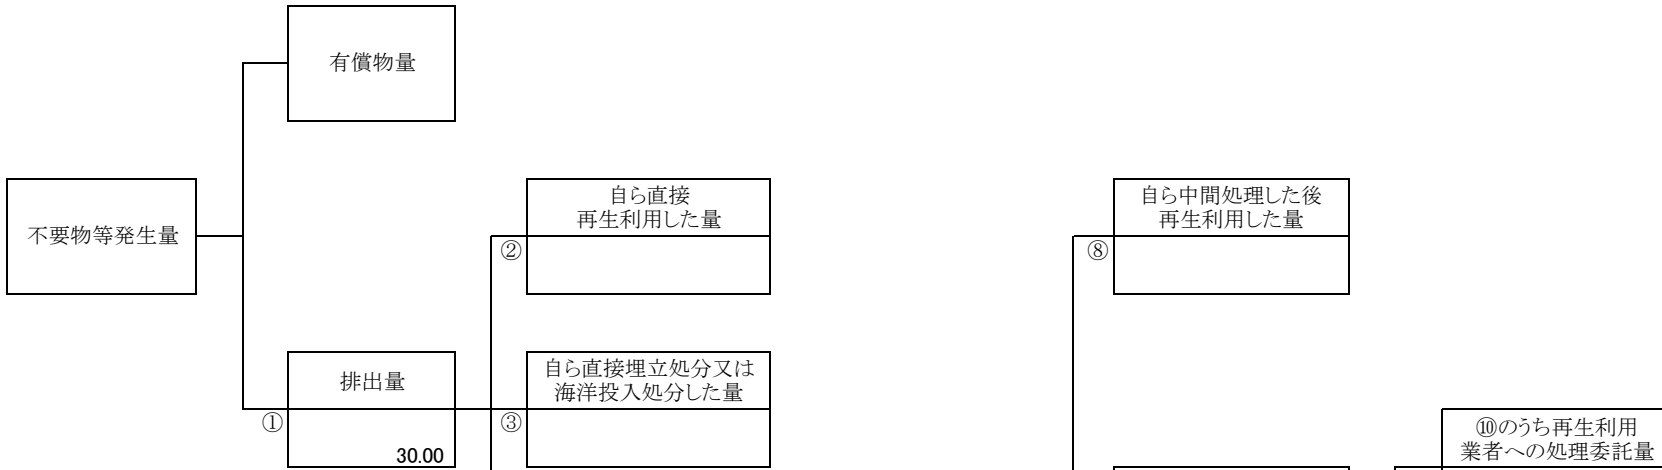 有償物量
不要物等発生量
自ら直接
再生利用した量
②
自ら中間処理した後
再生利用した量
⑧
排出量
①
30.00
自ら直接埋立処分又は
海洋投入処分した量
③
⑩のうち再生利用
業者への処理委託量